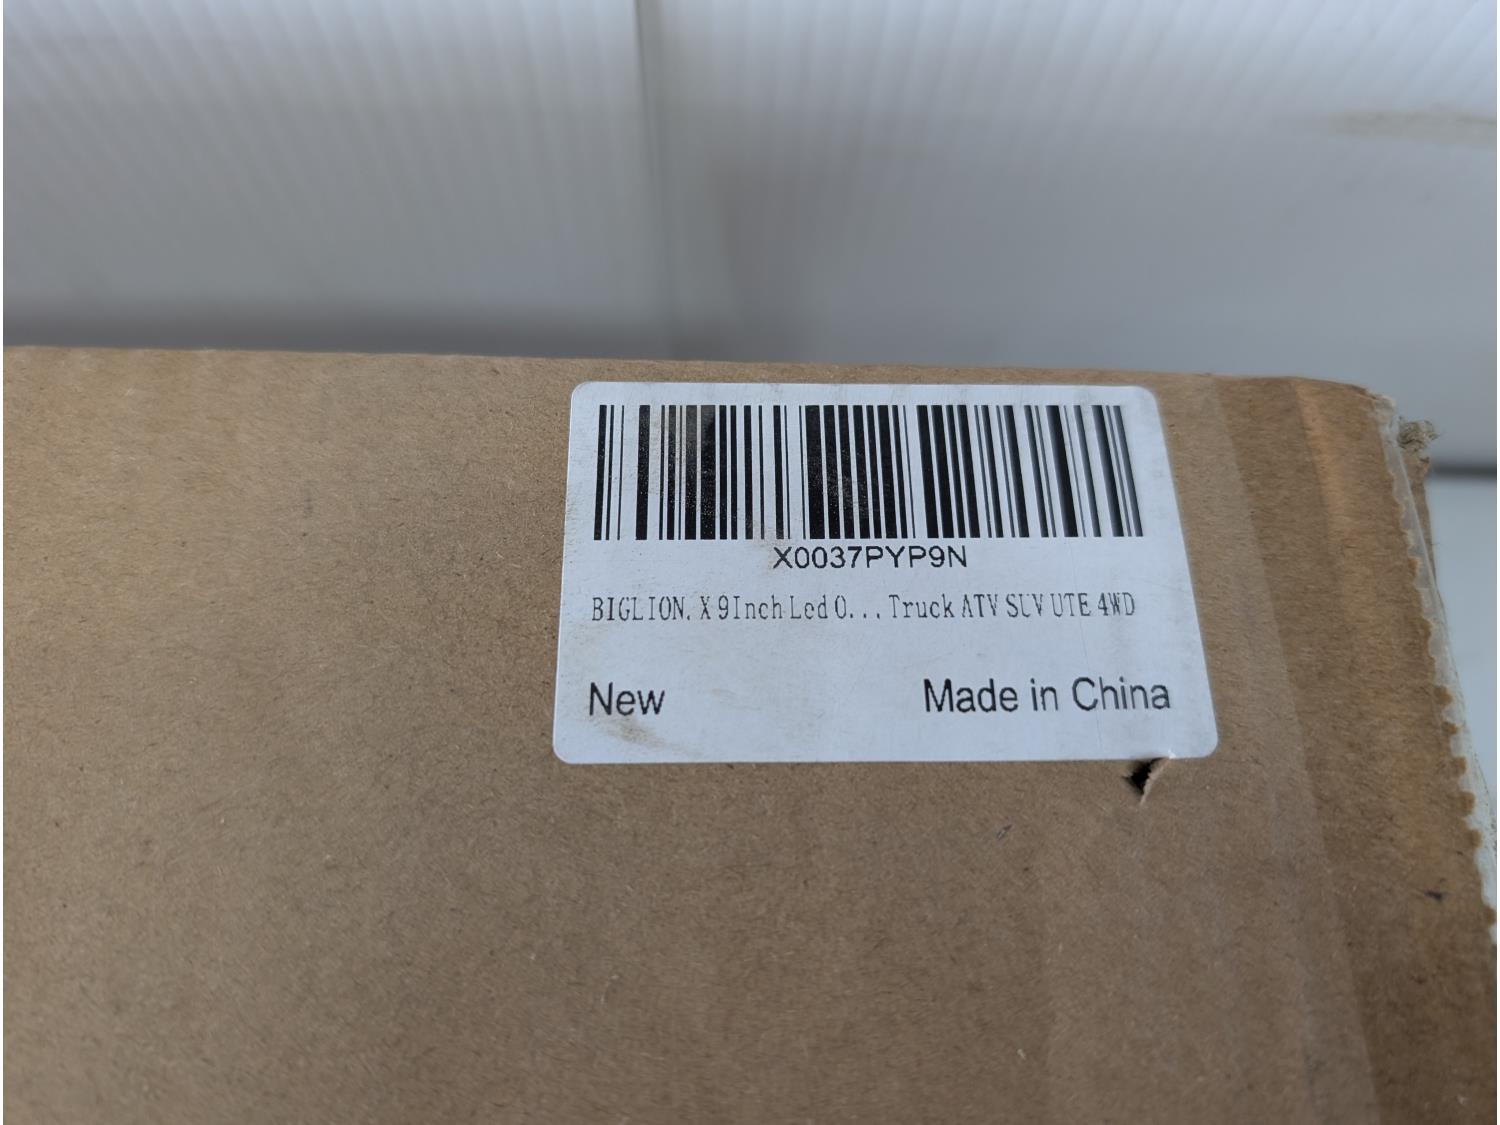 X0037PYP9N
BIGLION.X 9Inch Led O...Truck ATV SUV UTE 4WD
New
Made in China